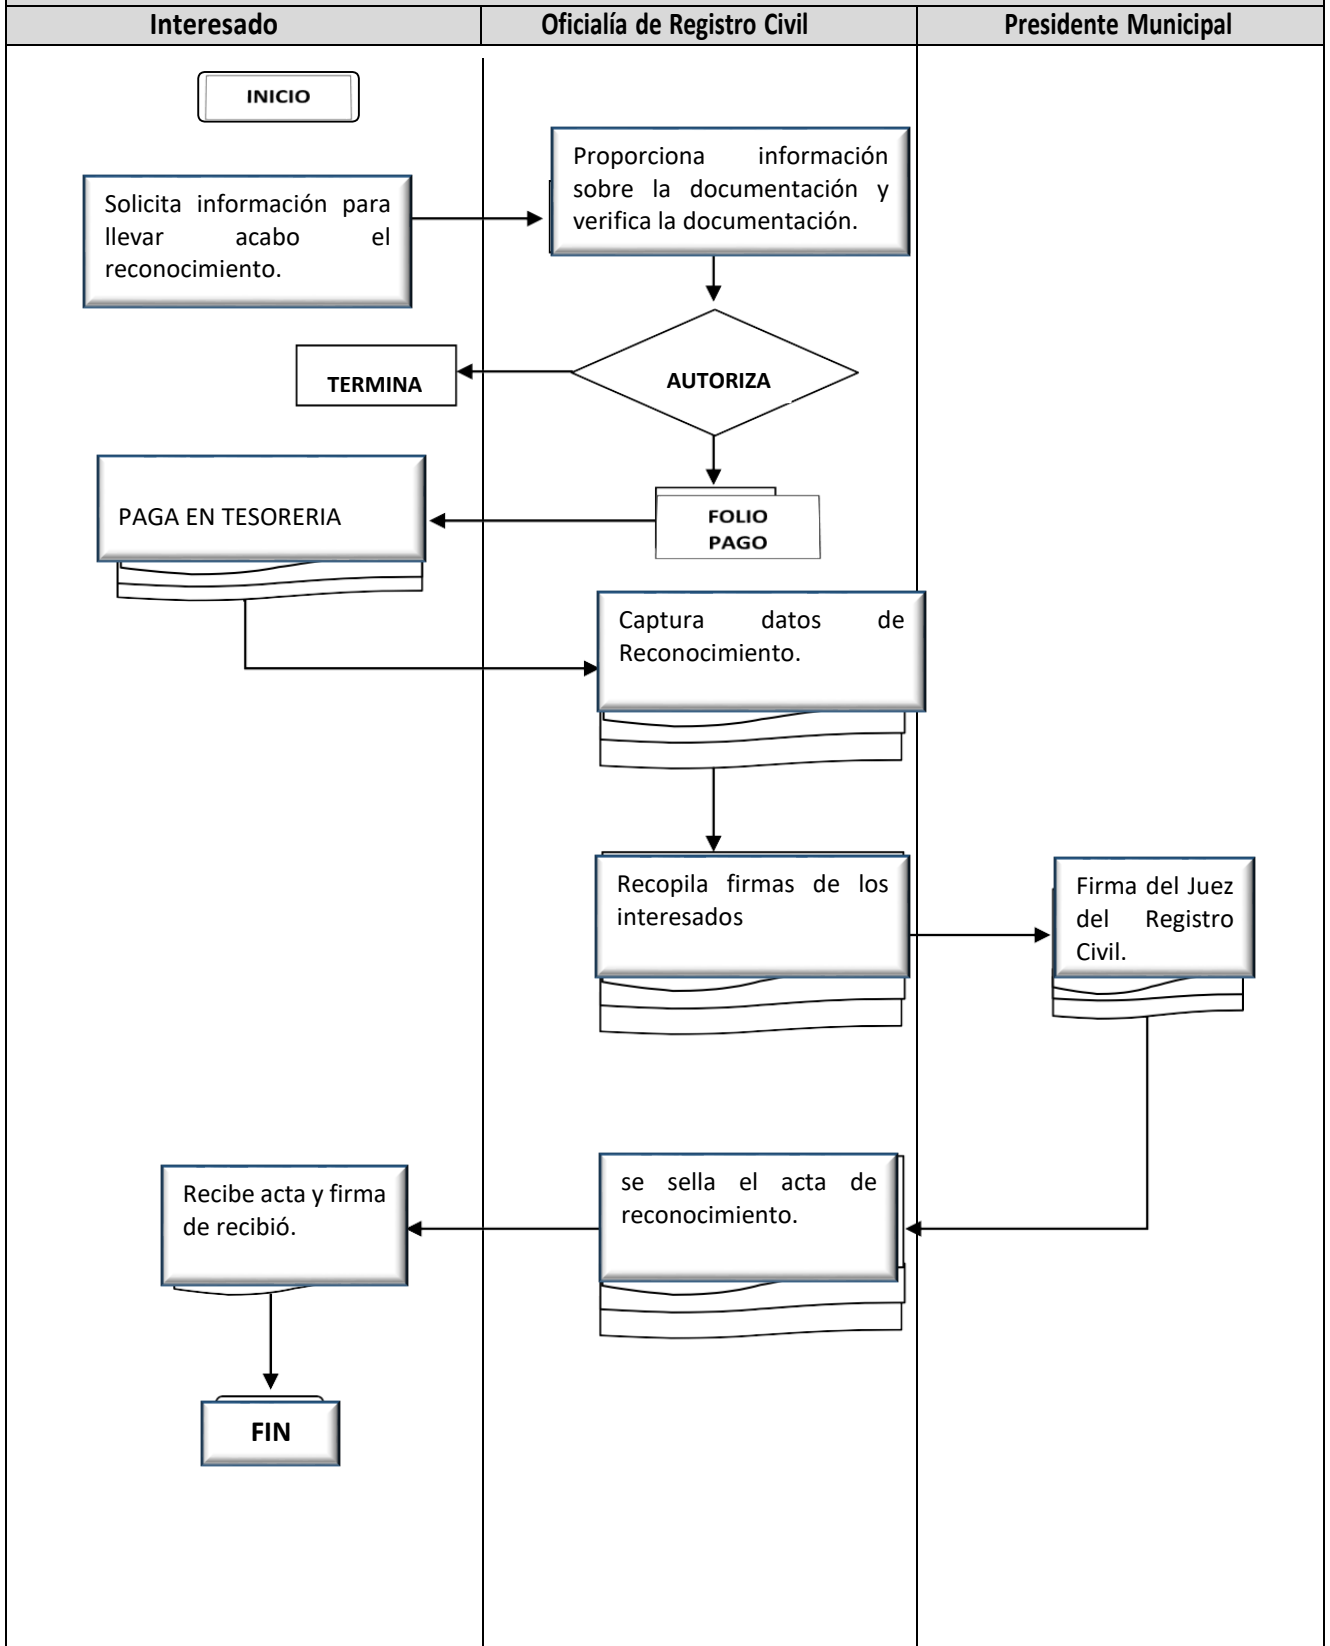 Interesado
Oficialía de Registro Civil
Presidente Municipal
INICIO
Proporciona información
sobre la documentación y
verifica la documentación.
Solicita información para
llevar acabo el
reconocimiento.
TERMINA
AUTORIZA
PAGA EN TESORERIA
FOLIO
PAGO
Captura datos de
Reconocimiento.
Recopila firmas de los
interesados
Firma del Juez
del Registro
Civil.
se sella el acta de
reconocimiento.
Recibe acta y firma
de recibió.
FIN